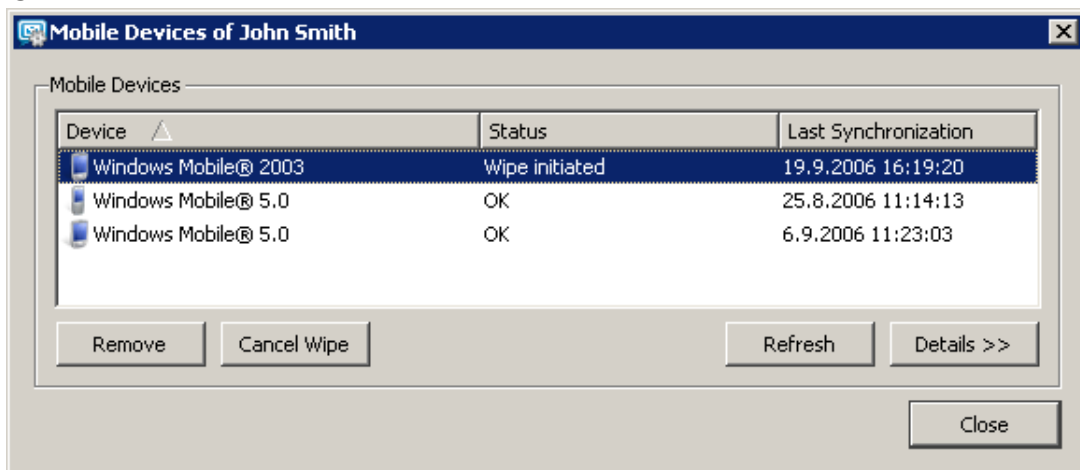 Mobile Devices of John Smith
Mobile Devices
Device Status Last Synchronization
Windows Mobile® 2003 Wipe initiated 19.9.2006 16:19:20
Windows Mobile® 5.0 OK 25.8.2006 11:14:13
Windows Mobile® 5.0 OK 6.9.2006 11:23:03
Remove Cancel Wipe Refresh Details >>
Close